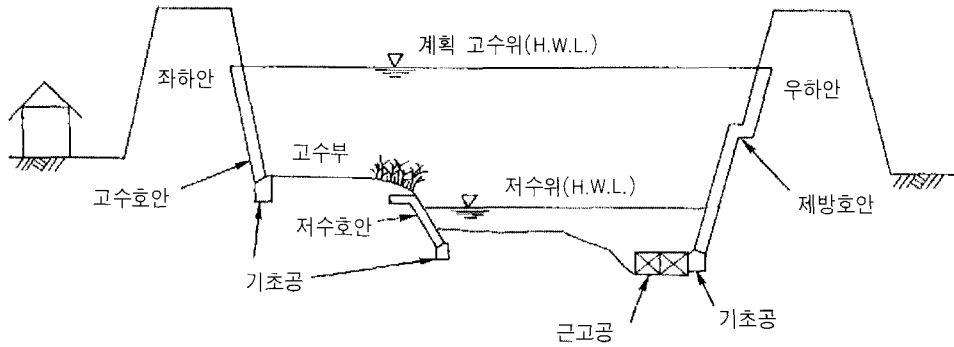 계획 고수위(H.W.L.)
좌하안
우하안
고수부
고수호안
저수위(H.W.L.)
제방호안
저수호안
기초공
기초공
근고공